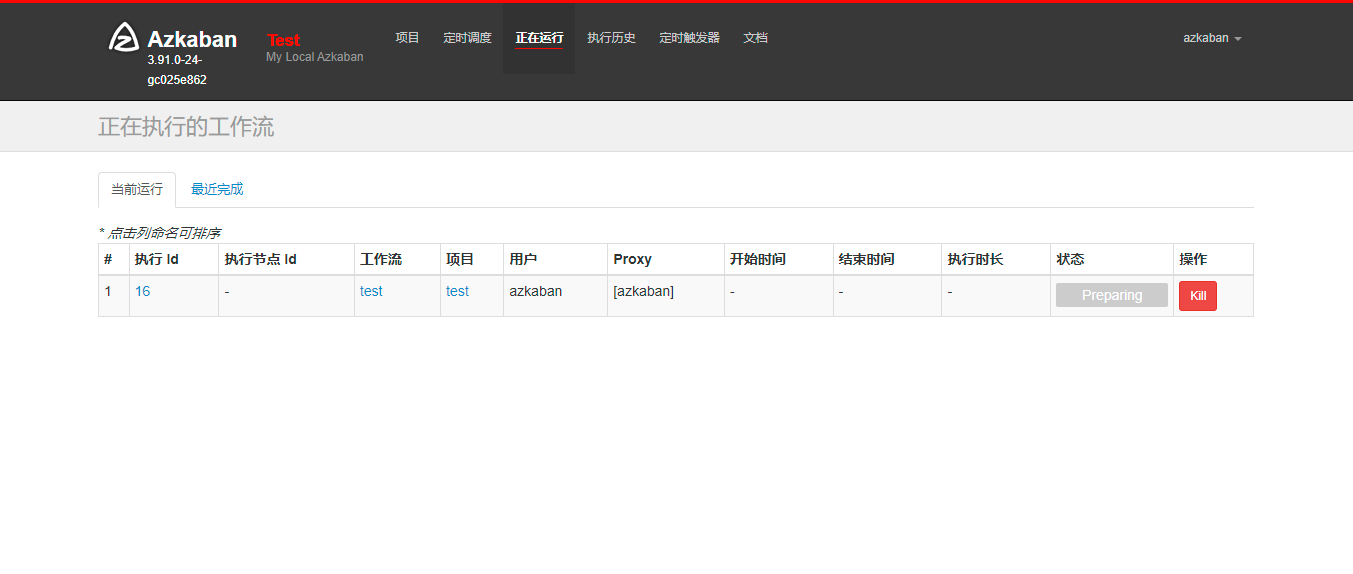 Azkaban
3.91.0-24-
gc025e862
Test
My Local Azkaban
项目 定时调度 正在运行 执行历史 定时触发器 文档
azkaban
正在执行的工作流
当前运行 最近完成
* 点击列命名可排序
# 执行 Id 执行节点 Id 工作流 项目 用户 Proxy 开始时间 结束时间 执行时长 状态 操作
1 16 - test test azkaban [azkaban] - - - Preparing Kill